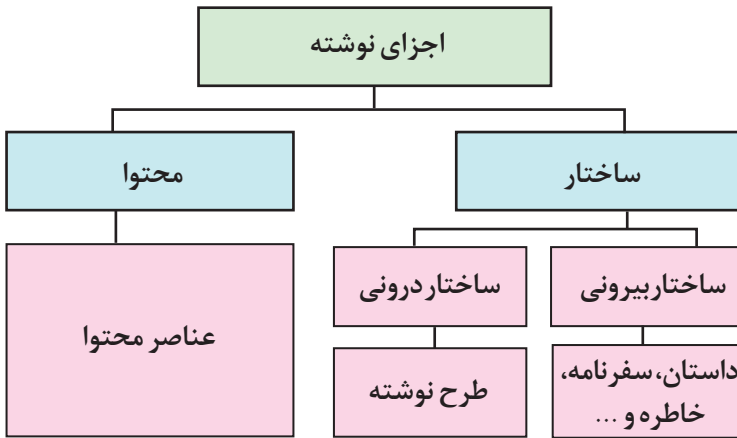 اجزای نوشته
ساختار
محتوا
ساختار بیرونی
ساختار درونی
عناصر محتوا
داستان، سفرنامه،
خاطره و ...
طرح نوشته